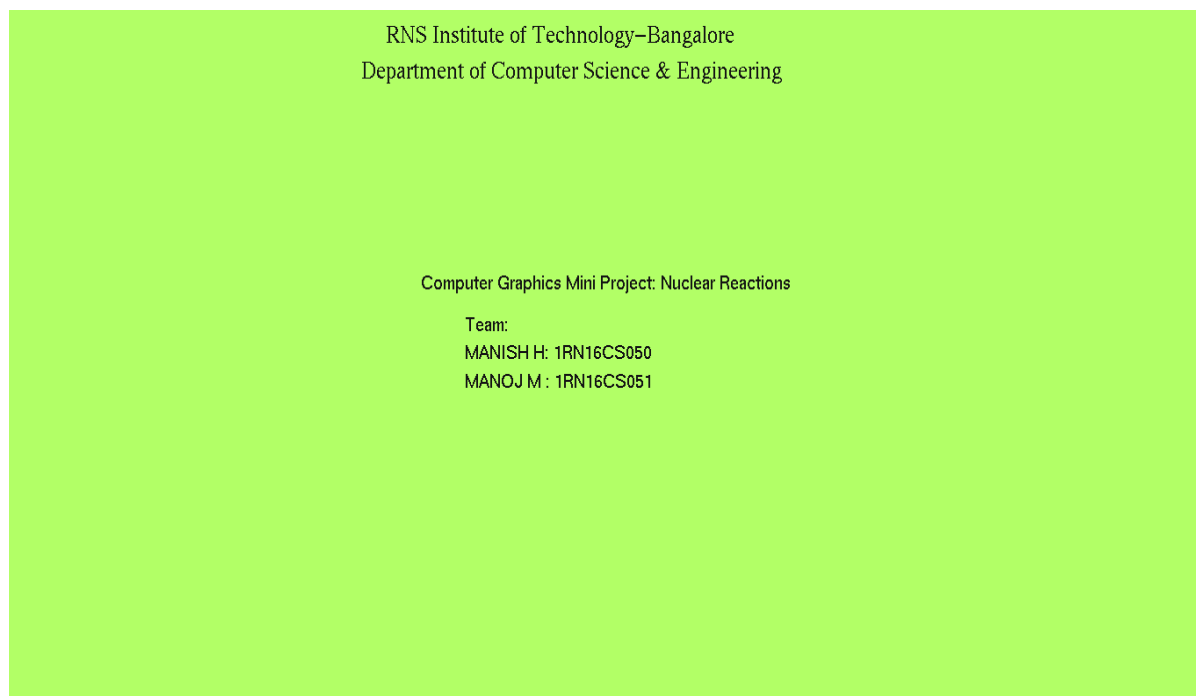 RNS Institute of Technology–Bangalore
Department of Computer Science & Engineering
Computer Graphics Mini Project: Nuclear Reactions
Team:
MANISH H: 1RN16CS050
MANOJ M : 1RN16CS051